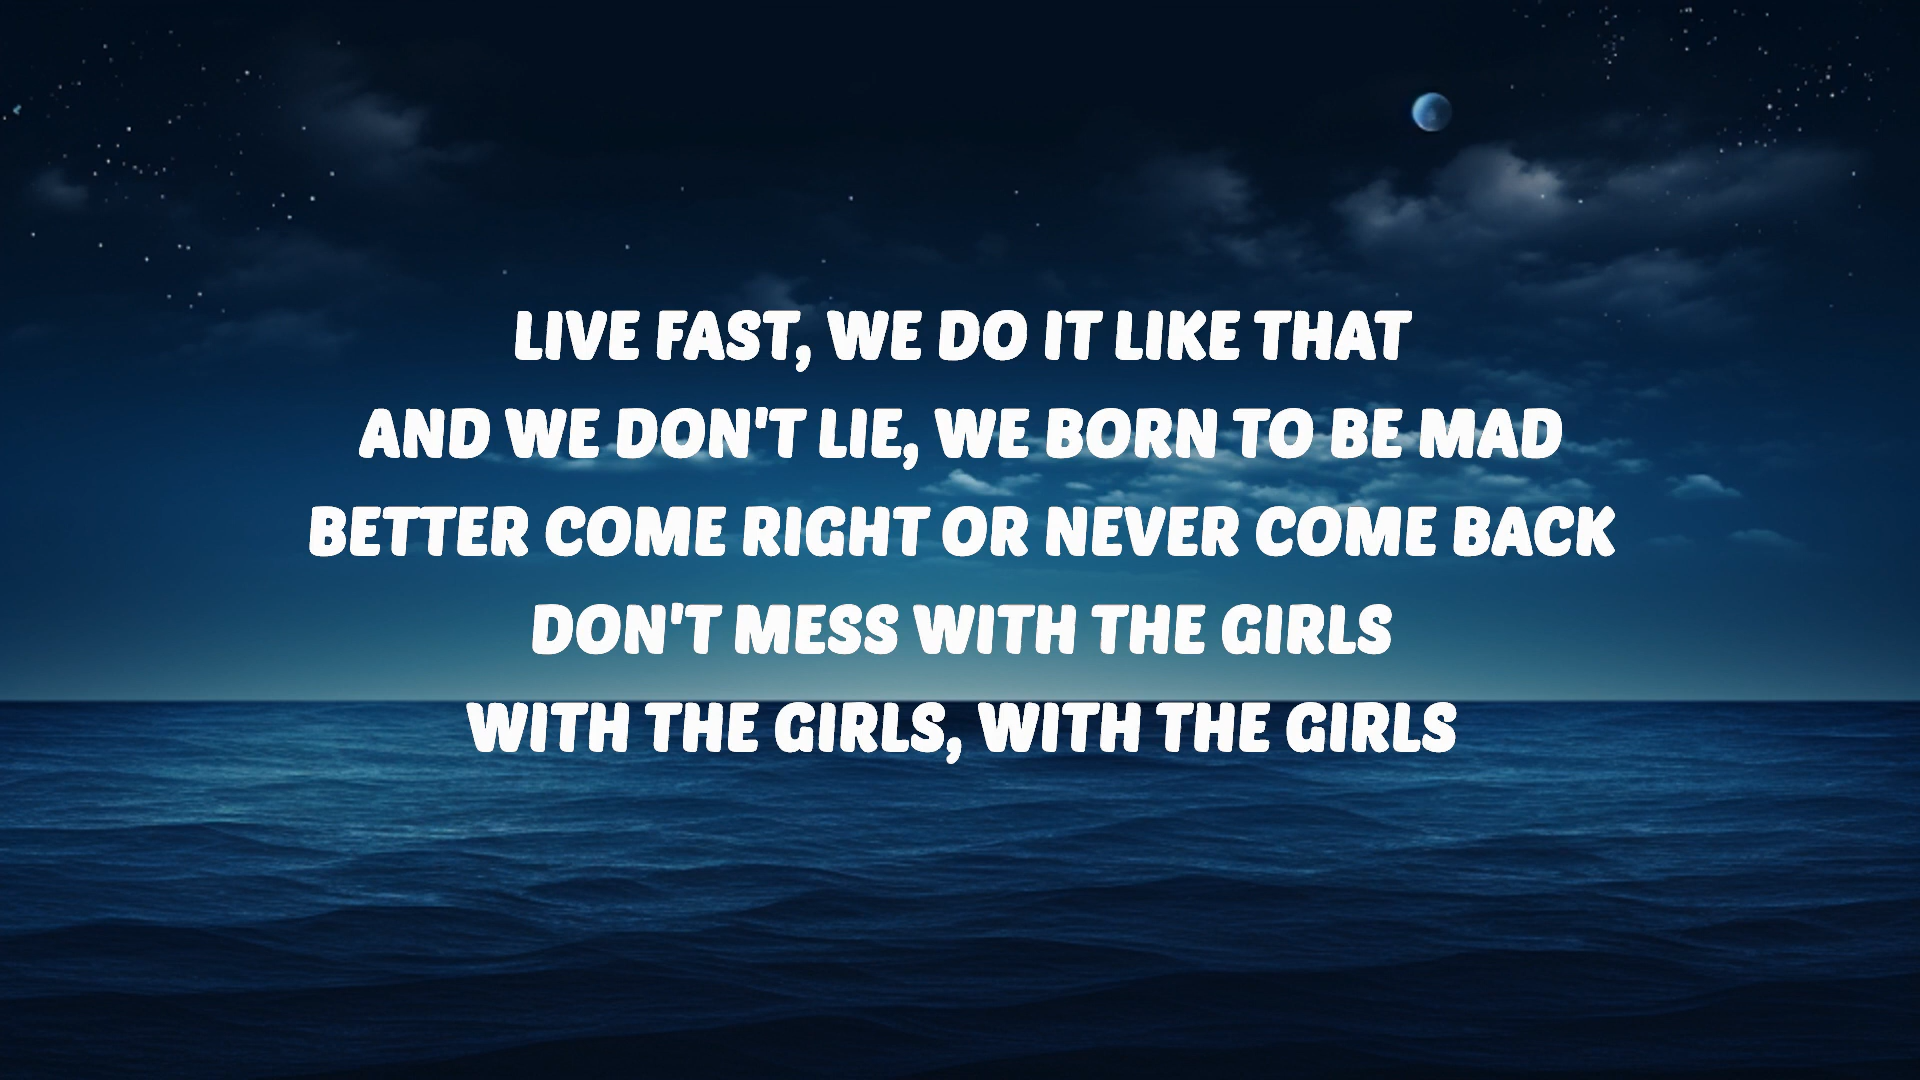 LIVE FAST, WE DO IT LIKE THAT
AND WE DON'T LIE, WE BORN TO BE MAD
BETTER COME RIGHT OR NEVER COME BACK
DON'T MESS WITH THE GIRLS
WITH THE GIRLS, WITH THE GIRLS